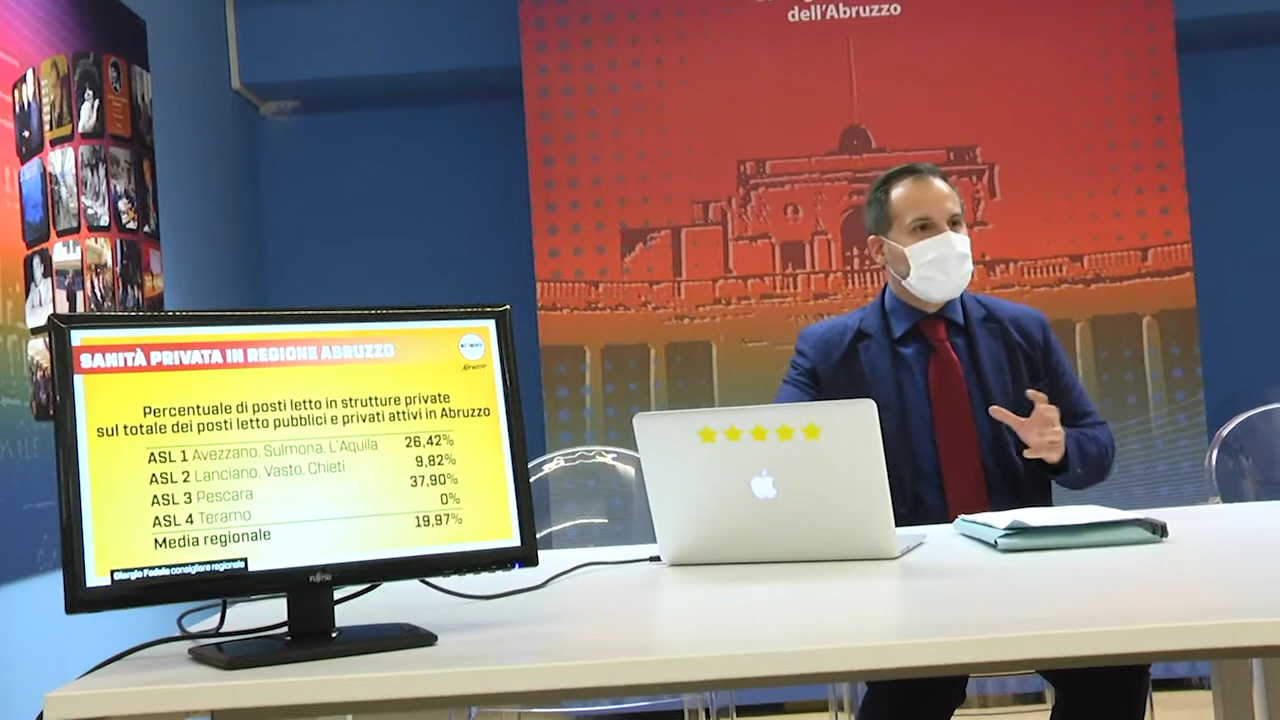 dell'Abruzzo
SANITÀ PRIVATA IN REGIONE ABRUZZO
MOVIMENTO
Abruzzo
Percentuale di posti letto in strutture private
sul totale dei posti letto pubblici e privati attivi in Abruzzo
ASL 1 Avezzano, Sulmona, L'Aquila 26,42%
ASL 2 Lanciano, Vasto, Chieti 9,82%
ASL 3 Pescara 37,90%
ASL 4 Teramo 0%
Media regionale 19,97%
Giorgio Fedele consigliere regionale
FUJITSU